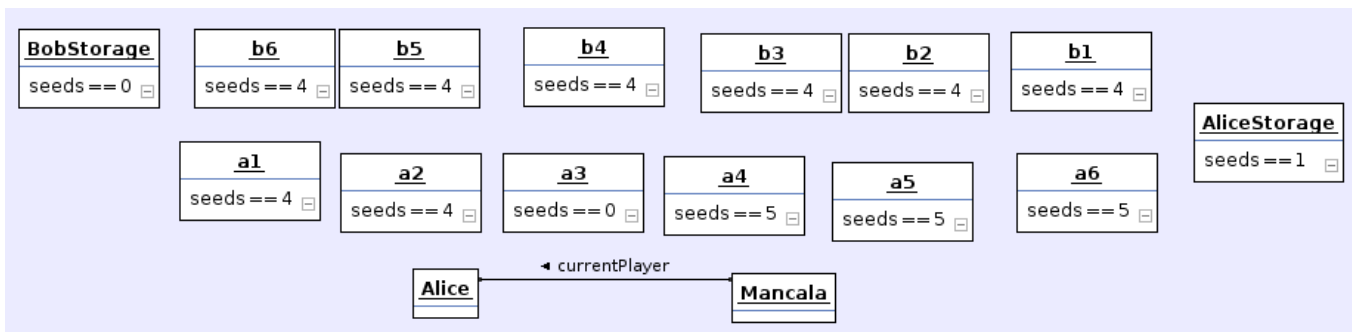 BobStorage
seeds == 0
b6
seeds == 4
b5
seeds == 4
b4
seeds == 4
b3
seeds == 4
b2
seeds == 4
b1
seeds == 4
AliceStorage
seeds == 1
a1
seeds == 4
a2
seeds == 4
a3
seeds == 0
a4
seeds == 5
a5
seeds == 5
a6
seeds == 5
◄ currentPlayer
Alice
Mancala